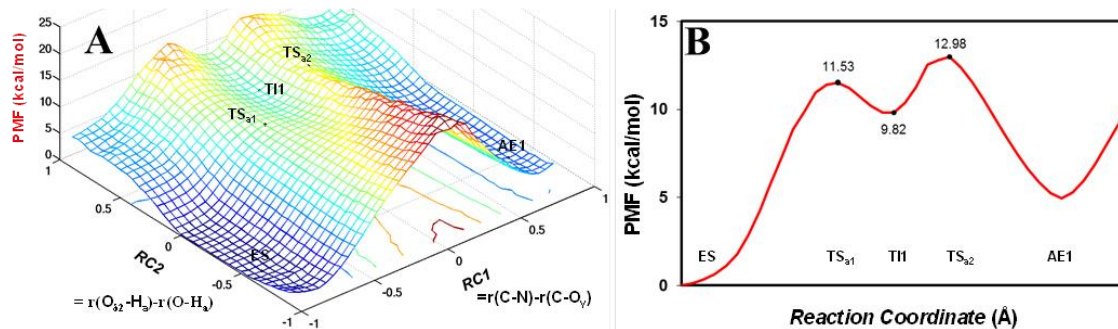 A
PMF (kcal/mol)
25
20
15
10
5
0
1
0.5
0
-0.5
-1
-1
-0.5
0
0.5
1
TSa2
TI1
TSa1
AE1
ES
RC2
RC1
= r(Oδ2-Ha)-r(O-Ha)
=r(C-N)-r(C-Oγ)
B
PMF (kcal/mol)
15
10
5
0
11.53
9.82
12.98
ES
TSa1
TI1
TSa2
AE1
Reaction Coordinate (Å)